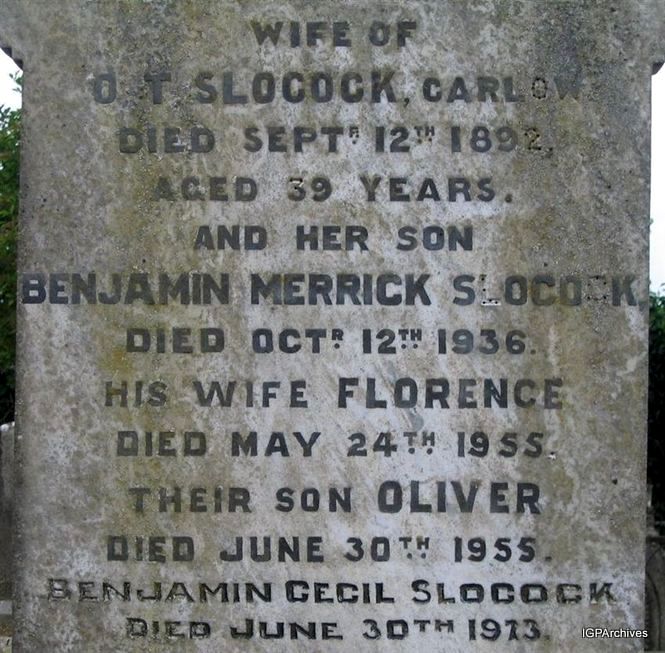 WIFE OF
O. T. SLOCOCK, CARLOW
DIED SEPTR 12TH 1892.
AGED 39 YEARS.
AND HER SON
BENJAMIN MERRICK SLOCOCK,
DIED OCTR 12TH 1936.
HIS WIFE FLORENCE
DIED MAY 24TH 1955.
THEIR SON OLIVER
DIED JUNE 30TH 1955.
BENJAMIN CECIL SLOCOCK
DIED JUNE 30TH 1973.
IGPArchives